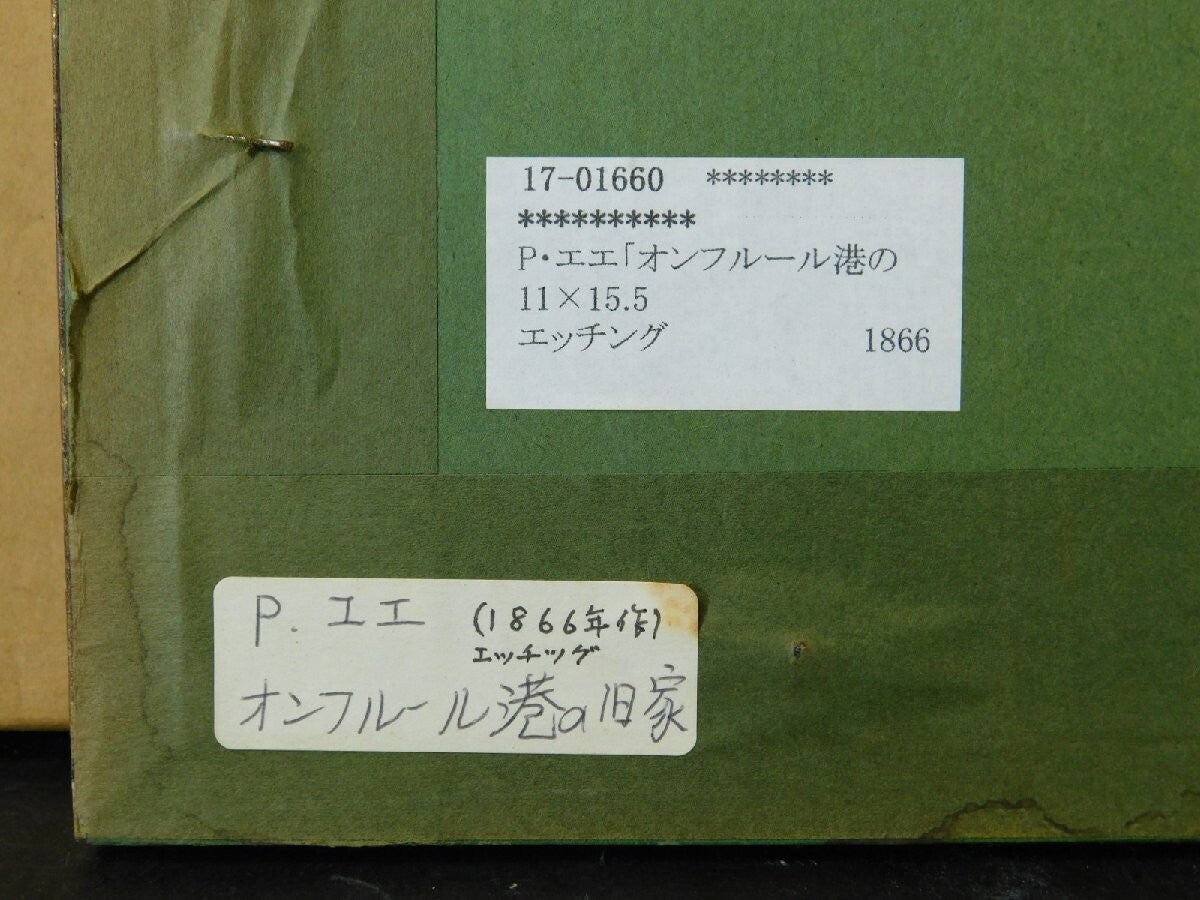 17-01660 ********
**********
P・エエ「オンフルール港の
11×15.5
エッチング 1866
P. エエ (1866年作)
エッチツグ
オンフルール港の旧家